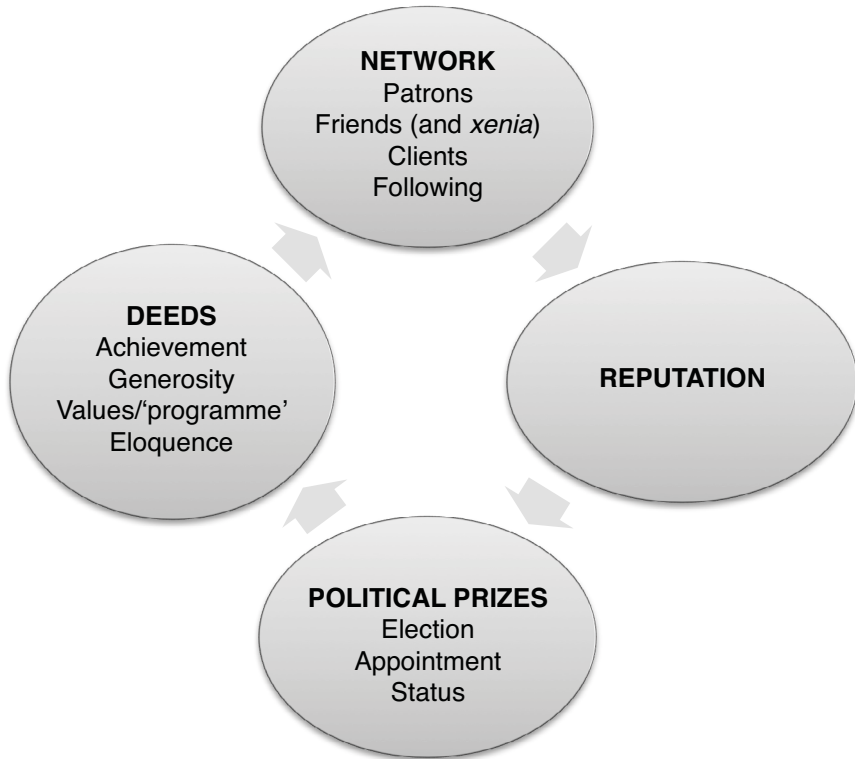 NETWORK
Patrons
Friends (and xenia)
Clients
Following
DEEDS
Achievement
Generosity
Values/‘programme’
Eloquence
REPUTATION
POLITICAL PRIZES
Election
Appointment
Status